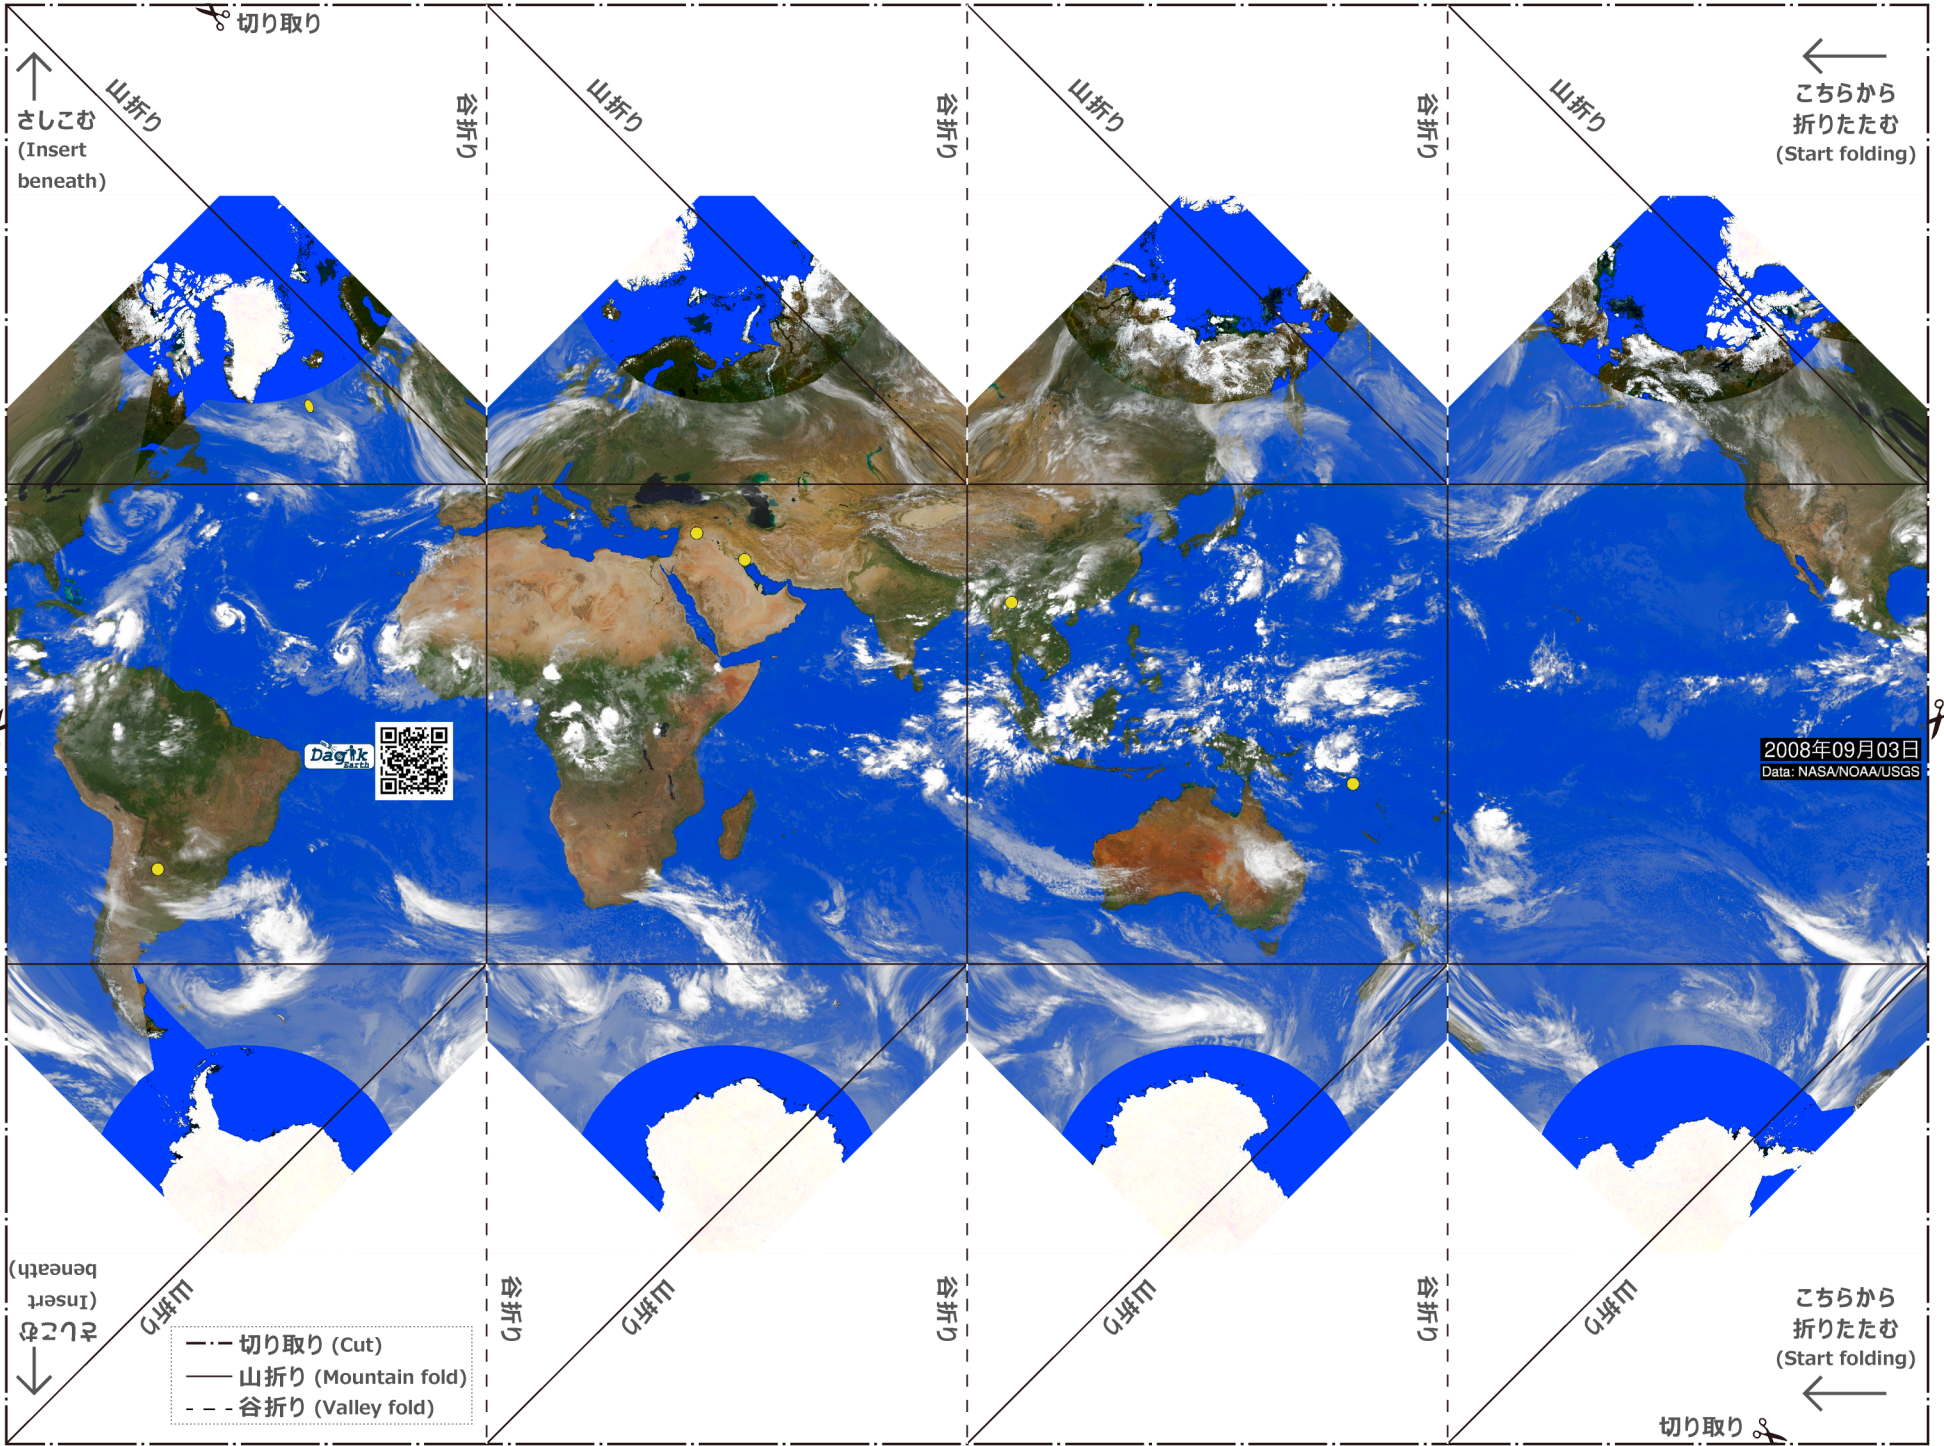 切り取り
山折り
谷折り
山折り
谷折り
山折り
谷折り
山折り
さしこむ
(Insert
beneath)
こちらから
折りたたむ
(Start folding)
Dagik
Earth
2008年09月03日
Data: NASA/NOAA/USGS
さしこむ
(Insert
beneath)
山折り
谷折り
山折り
谷折り
山折り
谷折り
山折り
こちらから
折りたたむ
(Start folding)
切り取り (Cut)
山折り (Mountain fold)
谷折り (Valley fold)
切り取り